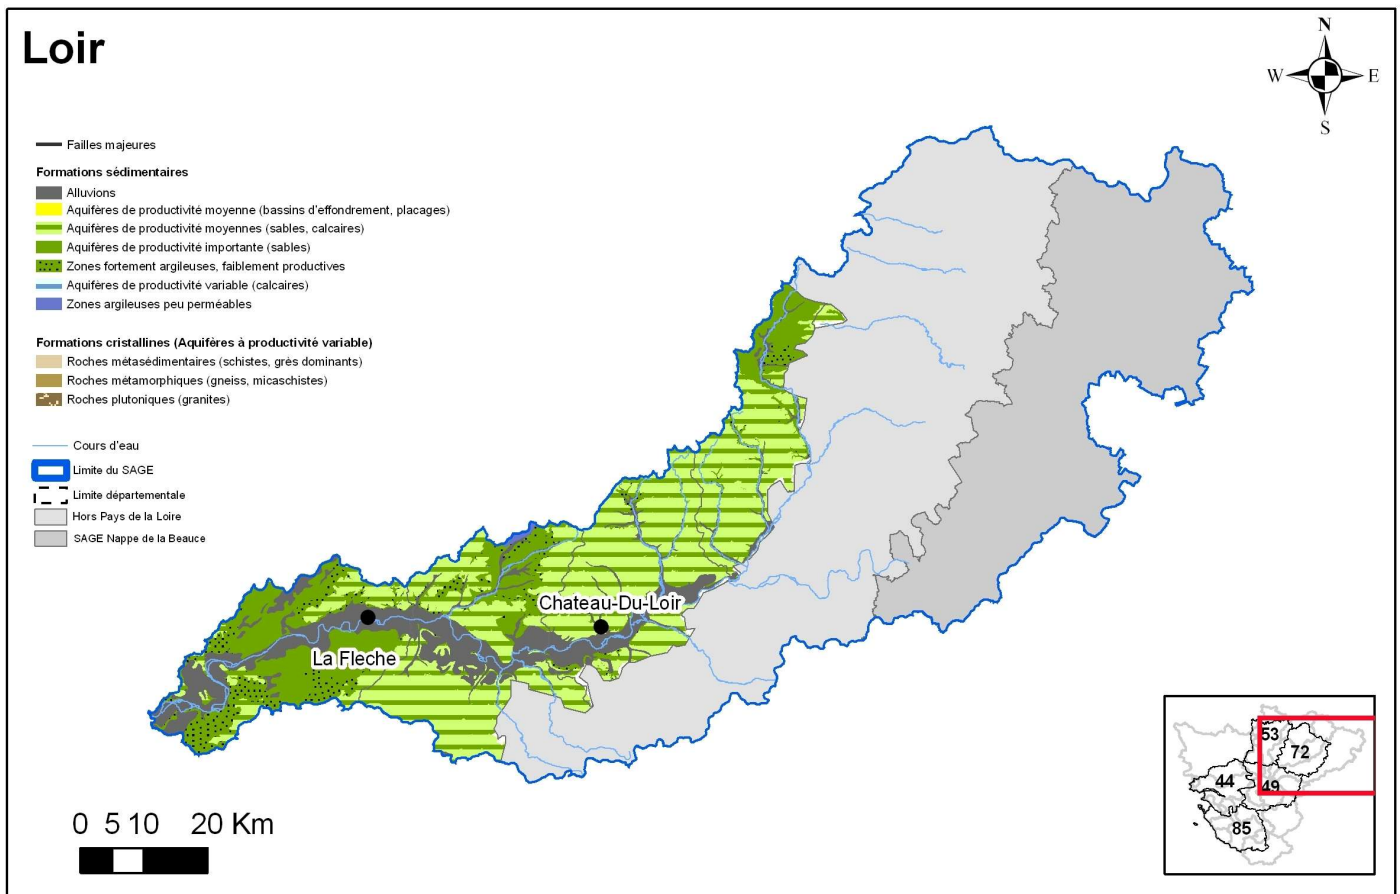 Loir
N
W E
S
Failles majeures
Formations sédimentaires
Alluvions
Aquifères de productivité moyenne (bassins d'effondrement, placages)
Aquifères de productivité moyennes (sables, calcaires)
Aquifères de productivité importante (sables)
Zones fortement argileuses, faiblement productives
Aquifères de productivité variable (calcaires)
Zones argileuses peu perméables
Formations cristallines (Aquifères à productivité variable)
Roches métasédimentaires (schistes, grès dominants)
Roches métamorphiques (gneiss, micaschistes)
Roches plutoniques (granites)
Cours d'eau
Limite du SAGE
Limite départementale
Hors Pays de la Loire
SAGE Nappe de la Beauce
Chateau-Du-Loir
La Fleche
0 5 10 20 Km
53
72
44
49
85